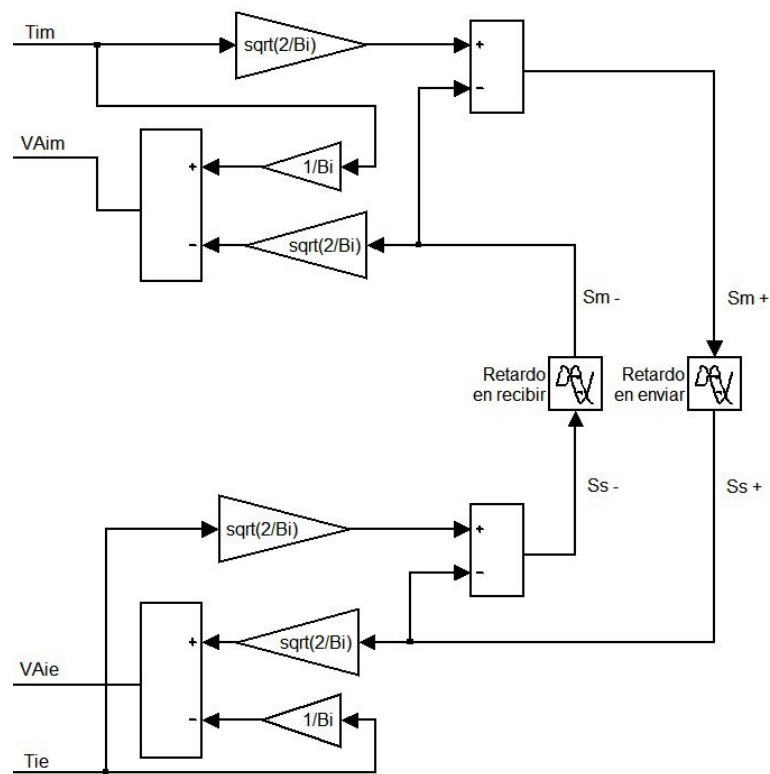 Tim
sqrt(2/Bi)
+
-
VAim
+
1/Bi
-
sqrt(2/Bi)
Sm -
Sm +
Retardo
en recibir
Retardo
en enviar
Ss -
Ss +
sqrt(2/Bi)
+
-
+
sqrt(2/Bi)
VAie
-
1/Bi
Tie